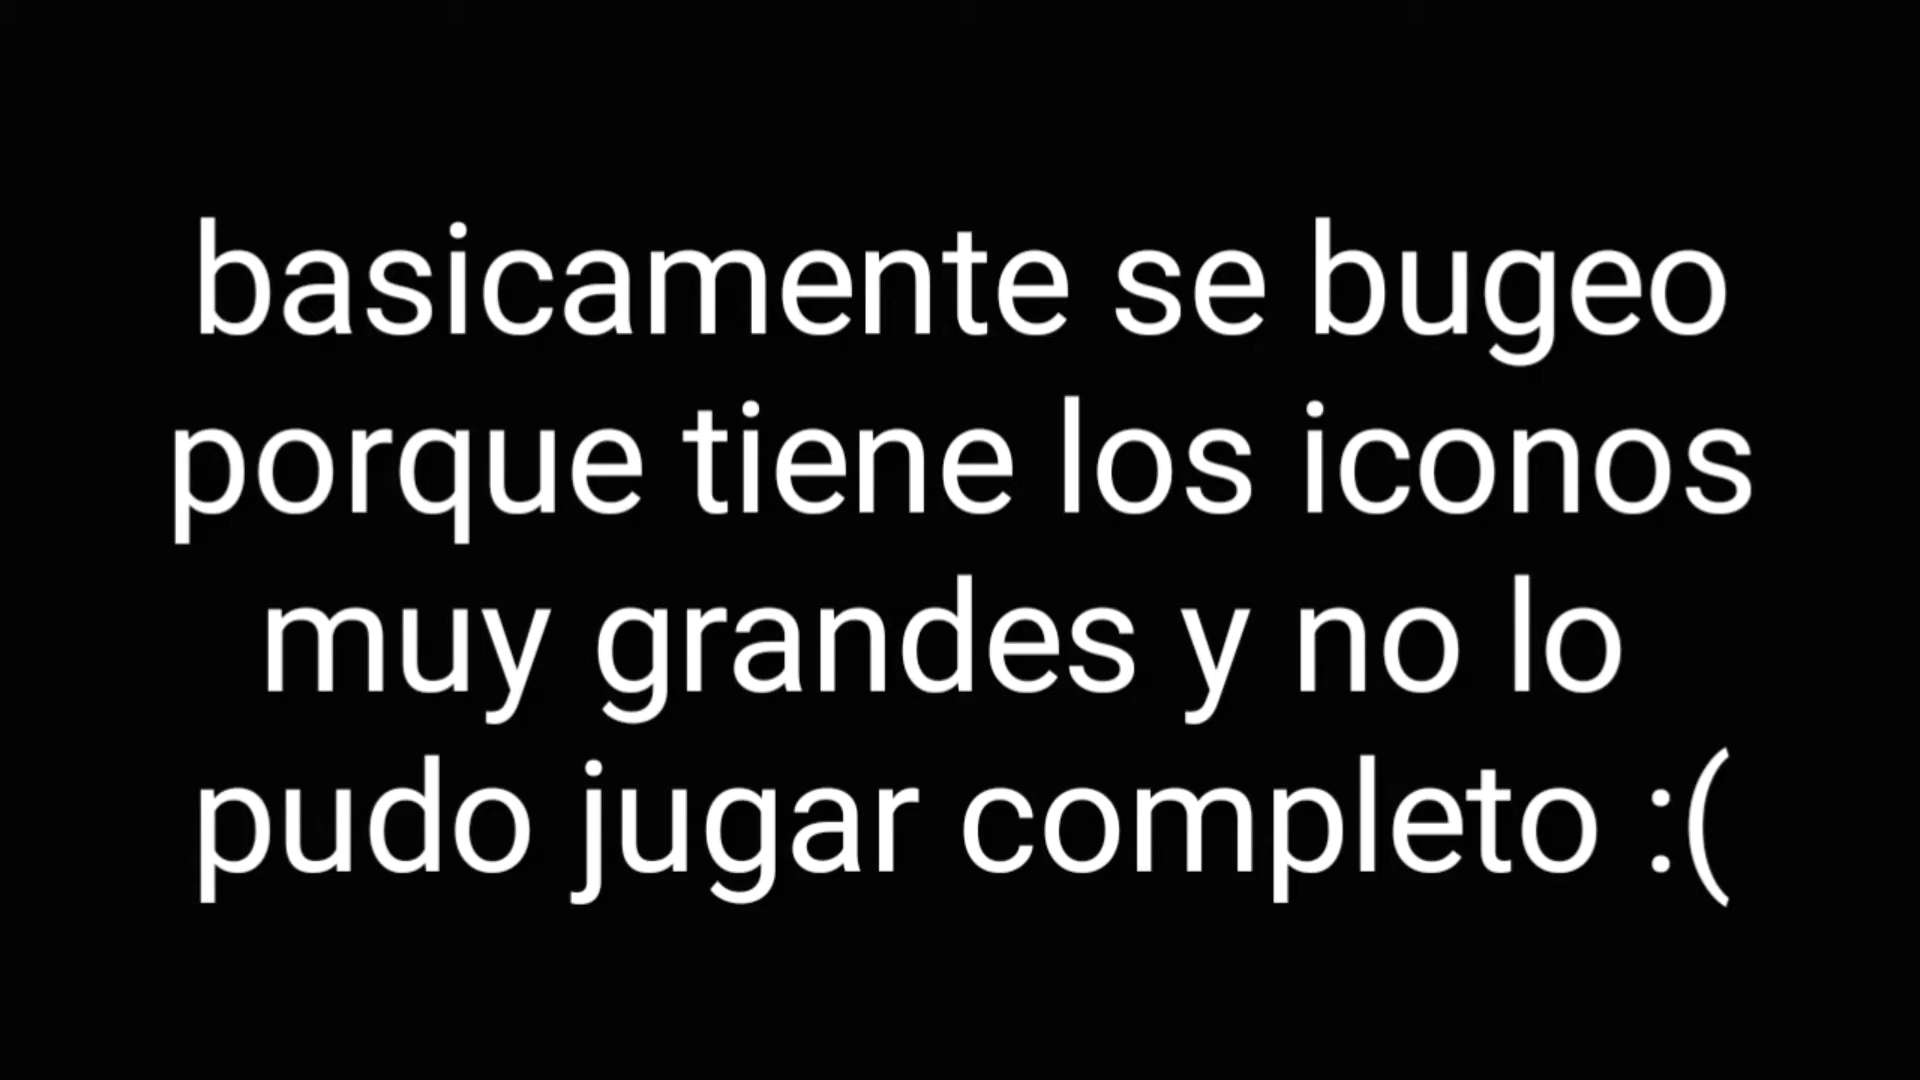 basicamente se bugeo
porque tiene los iconos
muy grandes y no lo
pudo jugar completo :(